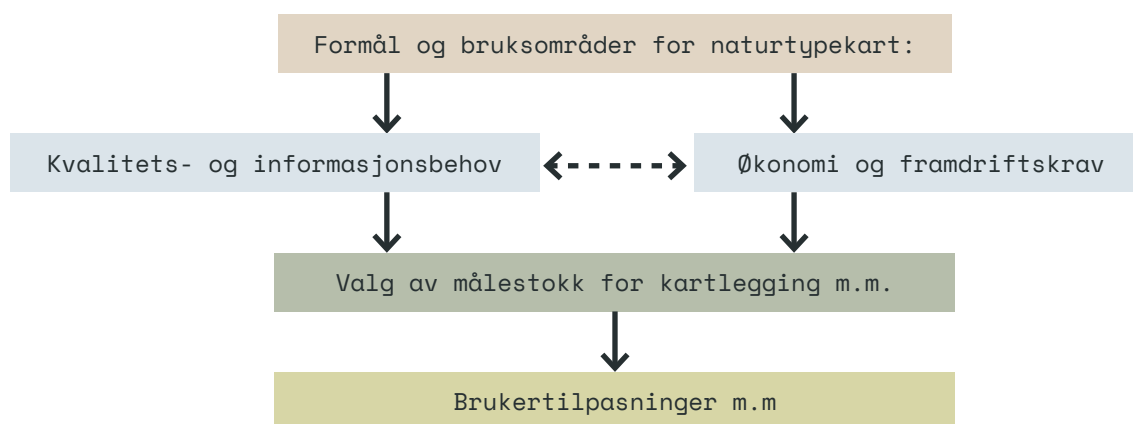 Formål og bruksområder for naturtypekart:
Kvalitets- og informasjonsbehov
Økonomi og framdriftskrav
Valg av målestokk for kartlegging m.m.
Brukertilpasninger m.m